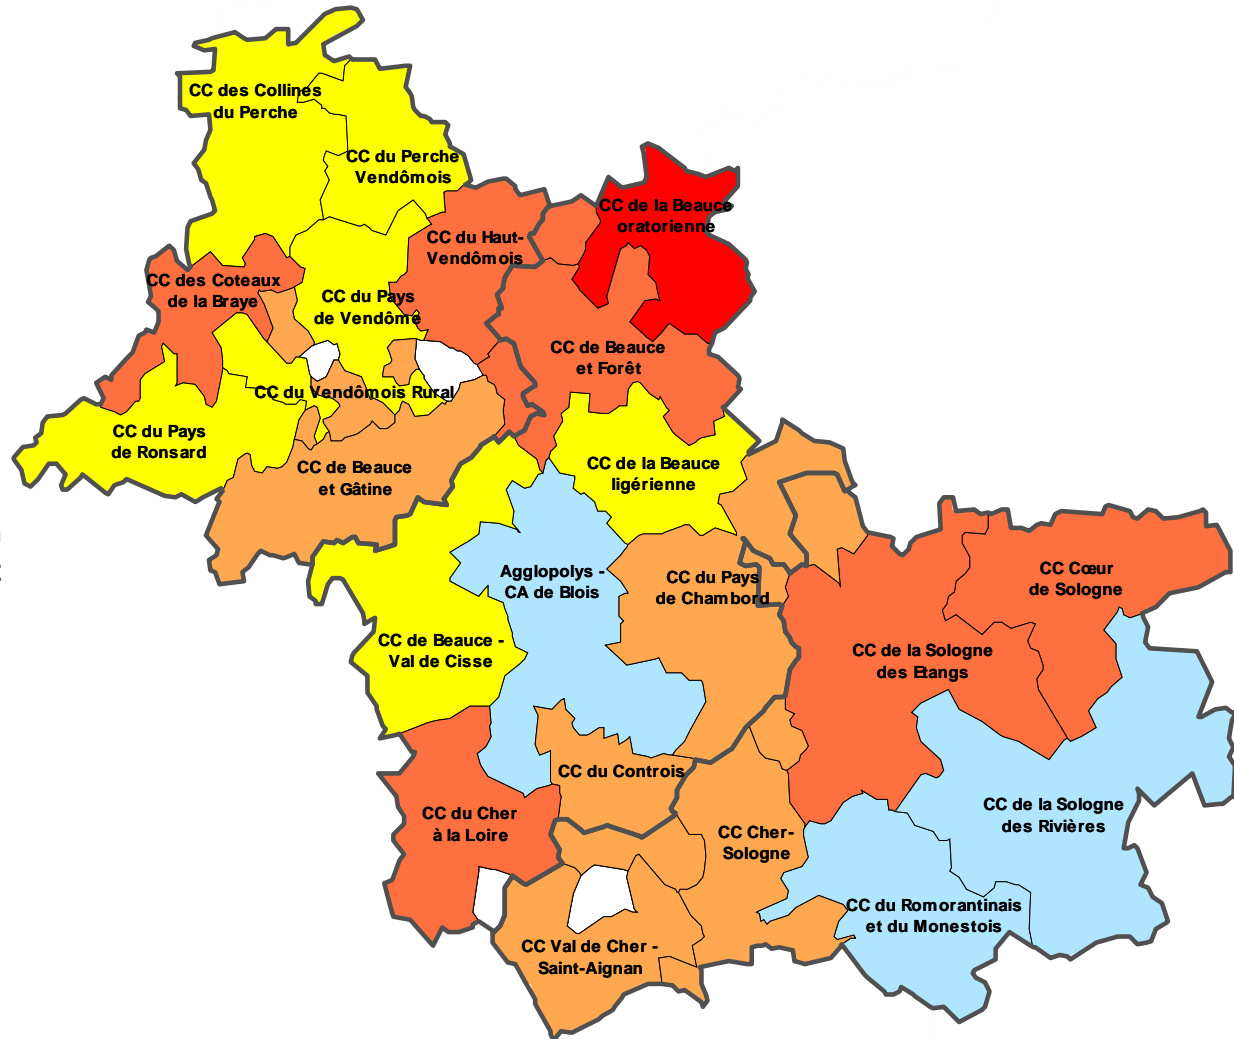 CC des Collines
du Perche
CC du Perche
Vendômois
CC de la Beauce
oratorienne
CC du Haut-
Vendômois
CC des Coteaux
de la Braye
CC du Pays
de Vendôme
CC de Beauce
et Forêt
CC du Vendômois Rural
CC du Pays
de Ronsard
CC de Beauce
et Gâtine
CC de la Beauce
ligérienne
Agglopolys -
CA de Blois
CC du Pays
de Chambord
CC Cœur
de Sologne
CC de Beauce -
Val de Cisse
CC de la Sologne
des Etangs
CC du Controis
CC du Cher
à la Loire
CC Cher-
Sologne
CC de la Sologne
des Rivières
CC du Romorantinais
et du Monestois
CC Val de Cher -
Saint-Aignan